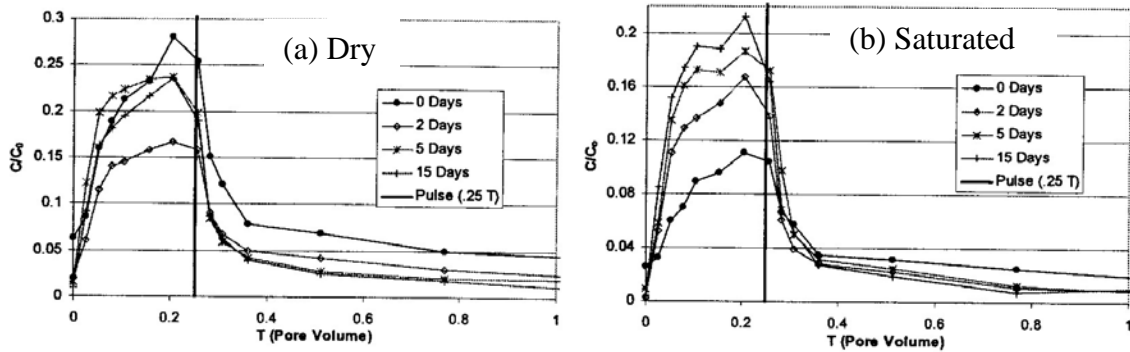 (a) Dry
C/C₀
0.3
0.25
0.2
0.15
0.1
0.05
0
0 Days
2 Days
5 Days
15 Days
Pulse (.25 T)
0 0.2 0.4 0.6 0.8 1
T (Pore Volume)
(b) Saturated
C/C₀
0.2
0.16
0.12
0.08
0.04
0
0 Days
2 Days
5 Days
15 Days
Pulse (.25 T)
0 0.2 0.4 0.6 0.8 1
T (Pore Volume)